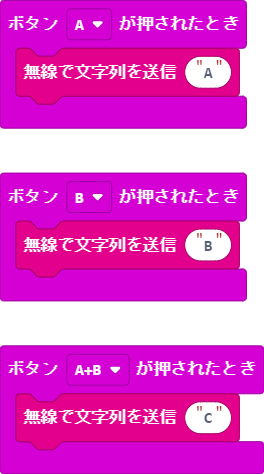 ボタン A が押されたとき
無線で文字列を送信 "A"
ボタン B が押されたとき
無線で文字列を送信 "B"
ボタン A+B が押されたとき
無線で文字列を送信 "C"